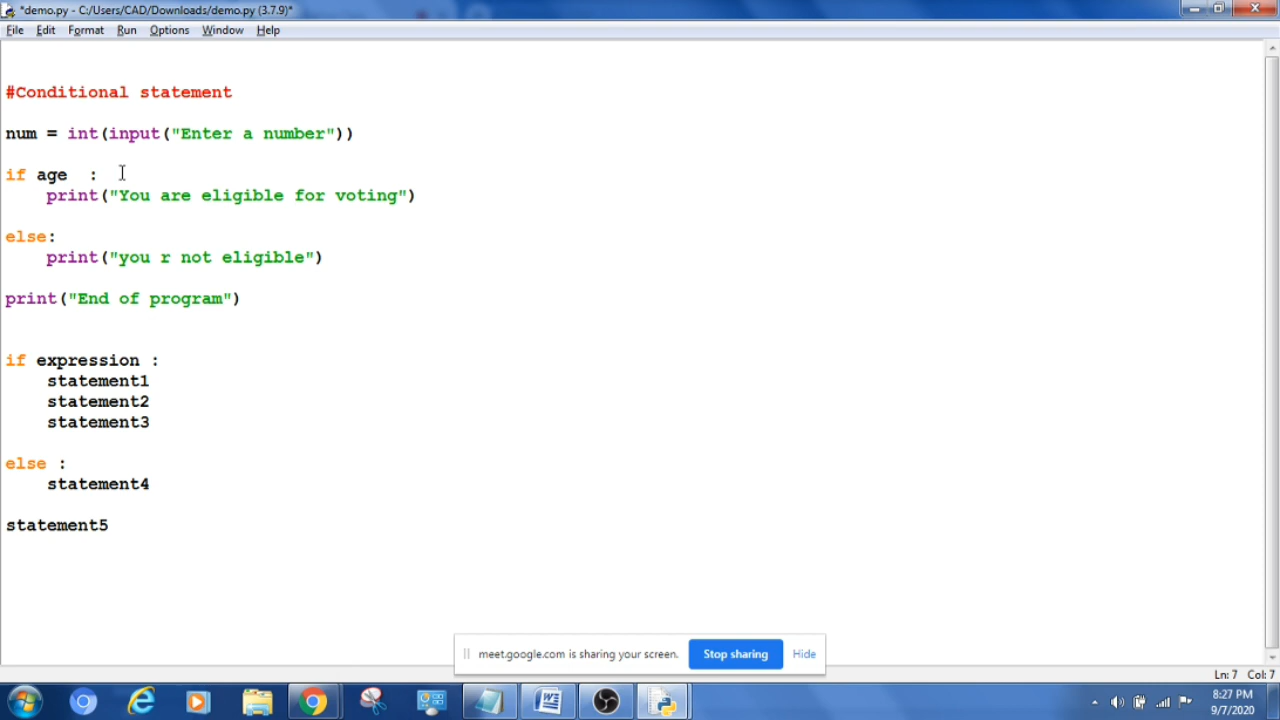 *demo.py - C:/Users/CAD/Downloads/demo.py (3.7.9)*
File Edit Format Run Options Window Help
#Conditional statement
num = int(input("Enter a number"))
if age  :
    print("You are eligible for voting")
else:
    print("you r not eligible")
print("End of program")
if expression :
    statement1
    statement2
    statement3
else :
    statement4
statement5
meet.google.com is sharing your screen. Stop sharing Hide
Ln: 7 Col: 7
8:27 PM
9/7/2020